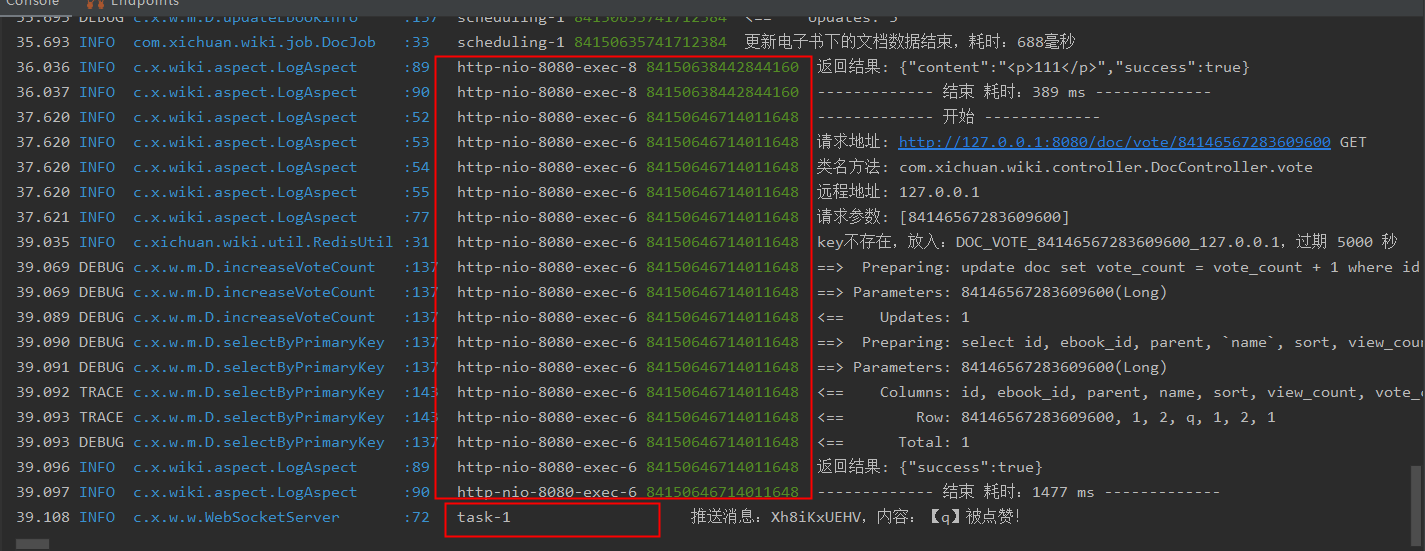 Console Endpoints
35.693 DEBUG c.x.w.m.D.updateEbookInfo :137 scheduling-1 84150635741712384 <== Updates: 5
35.693 INFO com.xichuan.wiki.job.DocJob :33 scheduling-1 84150635741712384 更新电子书下的文档数据结束，耗时：688毫秒
36.036 INFO c.x.wiki.aspect.LogAspect :89 http-nio-8080-exec-8 84150638442844160 返回结果: {"content":"<p>111</p>","success":true}
36.037 INFO c.x.wiki.aspect.LogAspect :90 http-nio-8080-exec-8 84150638442844160 ------------- 结束 耗时：389 ms -------------
37.620 INFO c.x.wiki.aspect.LogAspect :52 http-nio-8080-exec-6 84150646714011648 ------------- 开始 -------------
37.620 INFO c.x.wiki.aspect.LogAspect :53 http-nio-8080-exec-6 84150646714011648 请求地址: http://127.0.0.1:8080/doc/vote/84146567283609600 GET
37.620 INFO c.x.wiki.aspect.LogAspect :54 http-nio-8080-exec-6 84150646714011648 类名方法: com.xichuan.wiki.controller.DocController.vote
37.620 INFO c.x.wiki.aspect.LogAspect :55 http-nio-8080-exec-6 84150646714011648 远程地址: 127.0.0.1
37.621 INFO c.x.wiki.aspect.LogAspect :77 http-nio-8080-exec-6 84150646714011648 请求参数: [84146567283609600]
39.035 INFO c.xichuan.wiki.util.RedisUtil :31 http-nio-8080-exec-6 84150646714011648 key不存在，放入：DOC_VOTE_84146567283609600_127.0.0.1，过期 5000 秒
39.069 DEBUG c.x.w.m.D.increaseVoteCount :137 http-nio-8080-exec-6 84150646714011648 ==> Preparing: update doc set vote_count = vote_count + 1 where id
39.069 DEBUG c.x.w.m.D.increaseVoteCount :137 http-nio-8080-exec-6 84150646714011648 ==> Parameters: 84146567283609600(Long)
39.089 DEBUG c.x.w.m.D.increaseVoteCount :137 http-nio-8080-exec-6 84150646714011648 <== Updates: 1
39.090 DEBUG c.x.w.m.D.selectByPrimaryKey :137 http-nio-8080-exec-6 84150646714011648 ==> Preparing: select id, ebook_id, parent, `name`, sort, view_coun
39.091 DEBUG c.x.w.m.D.selectByPrimaryKey :137 http-nio-8080-exec-6 84150646714011648 ==> Parameters: 84146567283609600(Long)
39.092 TRACE c.x.w.m.D.selectByPrimaryKey :143 http-nio-8080-exec-6 84150646714011648 <== Columns: id, ebook_id, parent, name, sort, view_count, vote_c
39.093 TRACE c.x.w.m.D.selectByPrimaryKey :143 http-nio-8080-exec-6 84150646714011648 <== Row: 84146567283609600, 1, 2, q, 1, 2, 1
39.093 DEBUG c.x.w.m.D.selectByPrimaryKey :137 http-nio-8080-exec-6 84150646714011648 <== Total: 1
39.096 INFO c.x.wiki.aspect.LogAspect :89 http-nio-8080-exec-6 84150646714011648 返回结果: {"success":true}
39.097 INFO c.x.wiki.aspect.LogAspect :90 http-nio-8080-exec-6 84150646714011648 ------------- 结束 耗时：1477 ms -------------
39.108 INFO c.x.w.w.WebSocketServer :72 task-1 推送消息：Xh8iKxUEHV，内容：【q】被点赞！